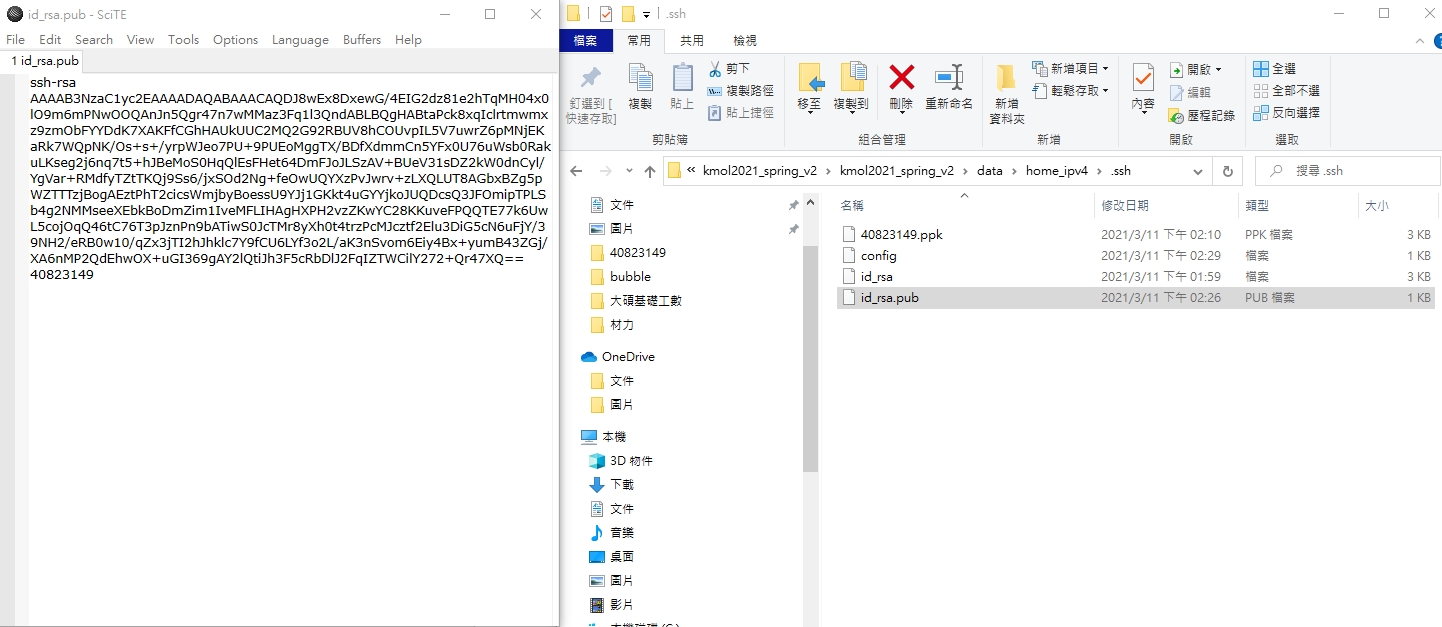 id_rsa.pub - SciTE
File Edit Search View Tools Options Language Buffers Help
1 id_rsa.pub
ssh-rsa
AAAAB3NzaC1yc2EAAAADAQABAAACAQDJ8wEx8DxewG/4EIG2dz81e2hTqMH04x0
lO9m6mPNwOOQAnJn5Qgr47n7wMMaz3Fq1l3QndABLBQgHABtaPck8xqIclrtmwmx
z9zmObFYYDdK7XAKFfCGhHAUkUUC2MQ2G92RBUV8hCOUvpIL5V7uwrZ6pMNjEK
aRk7WQpNK/Os+s+/yrpWJeo7PU+9PUEoMggTX/BDfXdmmCn5YFx0U76uWsb0Rak
uLKseg2j6nq7t5+hJBeMoS0HqQlEsFHet64DmFJoJLSzAV+BUeV31sDZ2kW0dnCyl/
YgVar+RMdfyTZtTKQj9Ss6/jxSOd2Ng+feOwUQYXzPvJwrv+zLXQLUT8AGbxBZg5p
WZTTTzjBogAEztPhT2cicsWmjbyBoessU9YJj1GKkt4uGYYjkoJUQDcsQ3JFOmipTPLS
b4g2NMMseeXEbkBoDmZim1IveMFLIHAgHXPH2vzZKwYC28KKuveFPQQTE77k6Uw
L5cojOqQ46tC76T3pJznPn9bATiwS0JcTMr8yXh0t4trzPcMJcztf2Elu3DiG5cN6uFjY/3
9NH2/eRB0w10/qZx3jTI2hJhklc7Y9fCU6LYf3o2L/aK3nSvom6Eiy4Bx+yumB43ZGj/
XA6nMP2QdEhwOX+uGI369gAY2lQtiJh3F5cRbDlJ2FqIZTWCilY272+Qr47XQ==
40823149
.ssh
檔案 常用 共用 檢視
釘選到 [
快速存取]
複製
貼上
剪下
複製路徑
貼上捷徑
剪貼簿
移至
複製到
刪除
重新命名
組合管理
新增
資料夾
新增項目
輕鬆存取
新增
內容
開啟
編輯
歷程記錄
開啟
全選
全部不選
反向選擇
選取
« kmol2021_spring_v2 › kmol2021_spring_v2 › data › home_ipv4 › .ssh
搜尋 .ssh
文件
圖片
40823149
bubble
大碩基礎工數
材力
OneDrive
文件
圖片
本機
3D 物件
下載
文件
音樂
桌面
圖片
影片
名稱 修改日期 類型 大小
40823149.ppk 2021/3/11 下午 02:10 PPK 檔案 3 KB
config 2021/3/11 下午 02:29 檔案 1 KB
id_rsa 2021/3/11 下午 01:59 檔案 3 KB
id_rsa.pub 2021/3/11 下午 02:26 PUB 檔案 1 KB